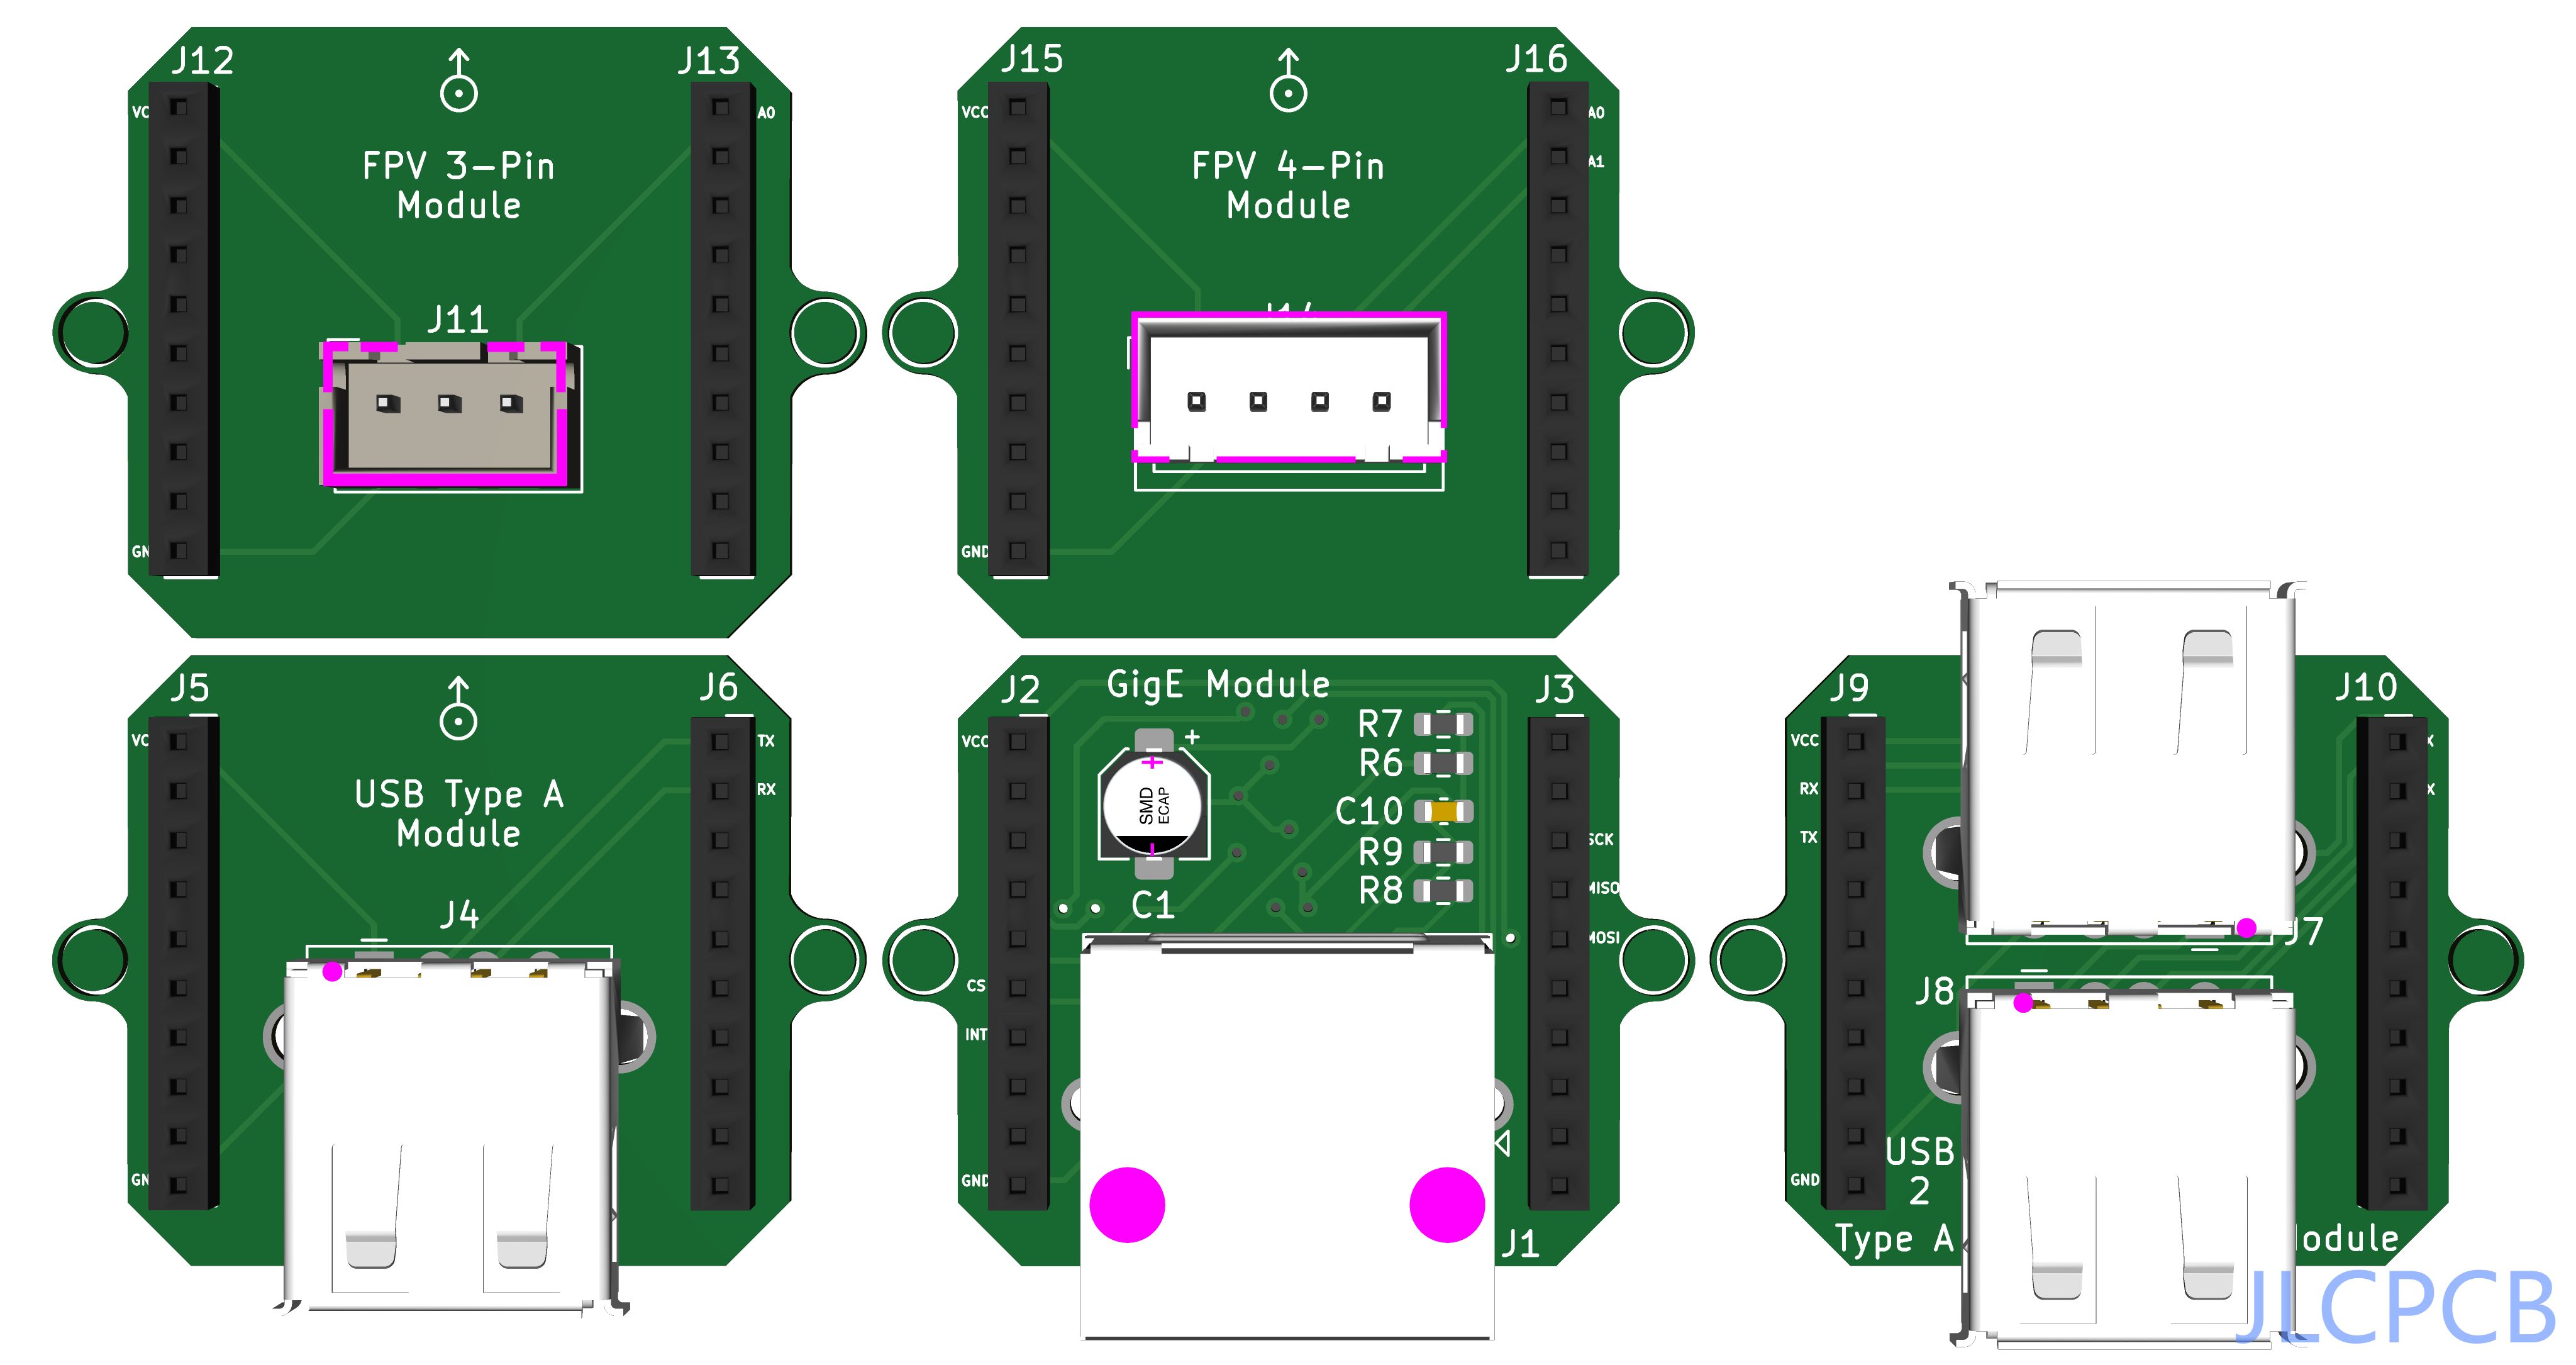 J12
J13
VC
A0
FPV 3-Pin
Module
J11
GN
J15
J16
VCC
A0
A1
FPV 4-Pin
Module
J14
GND
J5
J6
VC
TX
RX
USB Type A
Module
J4
GN
GigE Module
J2
J3
VCC
R7
R6
C10
R9
R8
+
SMD
ECAP
C1
SCK
MISO
MOSI
CS
INT
GND
J1
J9
J10
VCC
RX
TX
X
X
J7
J8
GND
USB
2
Type A
odule
JLCPCB